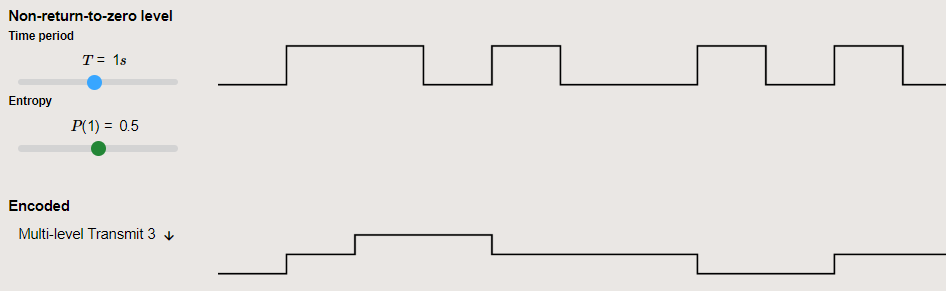 Non-return-to-zero level
Time period
T = 1s
Entropy
P(1) = 0.5
Encoded
Multi-level Transmit 3 ↓